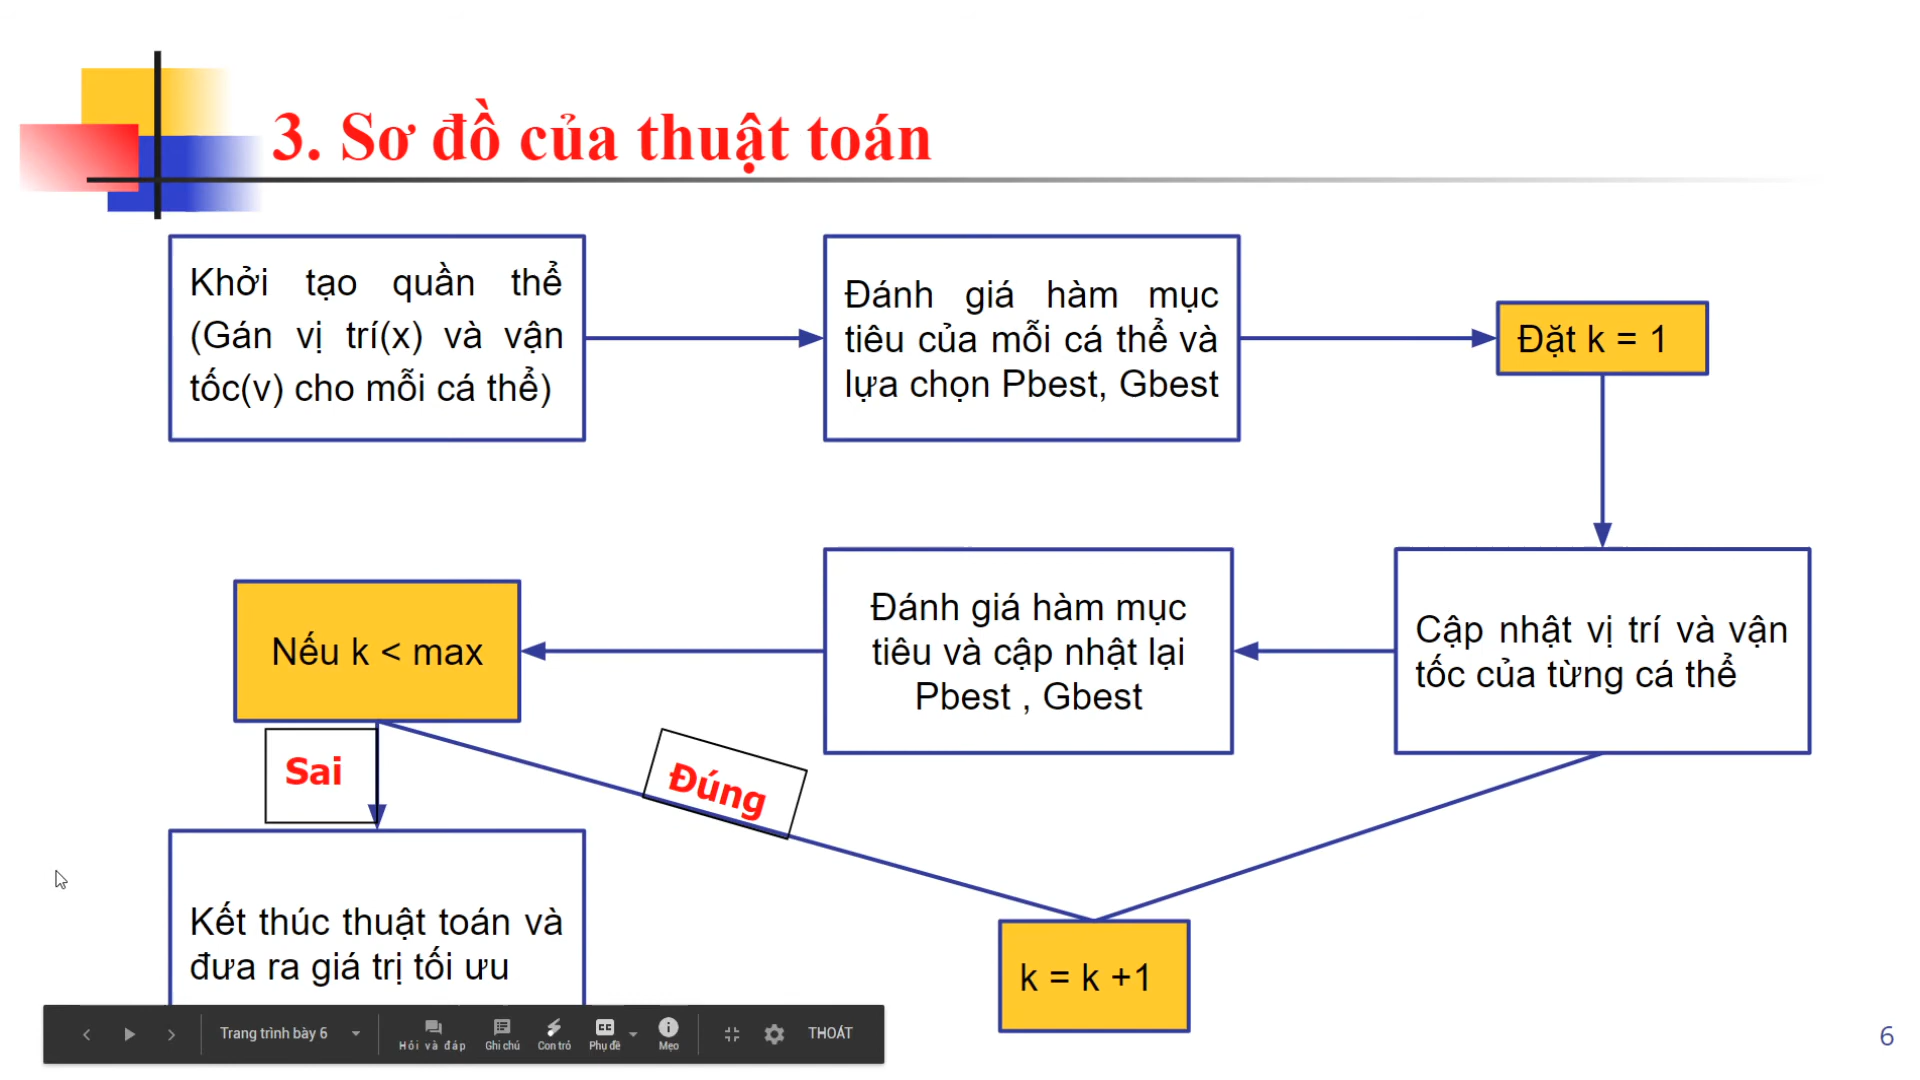 3. Sơ đồ của thuật toán
Khởi tạo quần thể
(Gán vị trí(x) và vận
tốc(v) cho mỗi cá thể)
Đánh giá hàm mục
tiêu của mỗi cá thể và
lựa chọn Pbest, Gbest
Đặt k = 1
Nếu k < max
Đánh giá hàm mục
tiêu và cập nhật lại
Pbest , Gbest
Cập nhật vị trí và vận
tốc của từng cá thể
Sai
Đúng
Kết thúc thuật toán và
đưa ra giá trị tối ưu
k = k +1
Trang trình bày 6
Hỏi và đáp
Ghi chú
Con trỏ
CC
Phụ đề
Mẹo
THOÁT
6